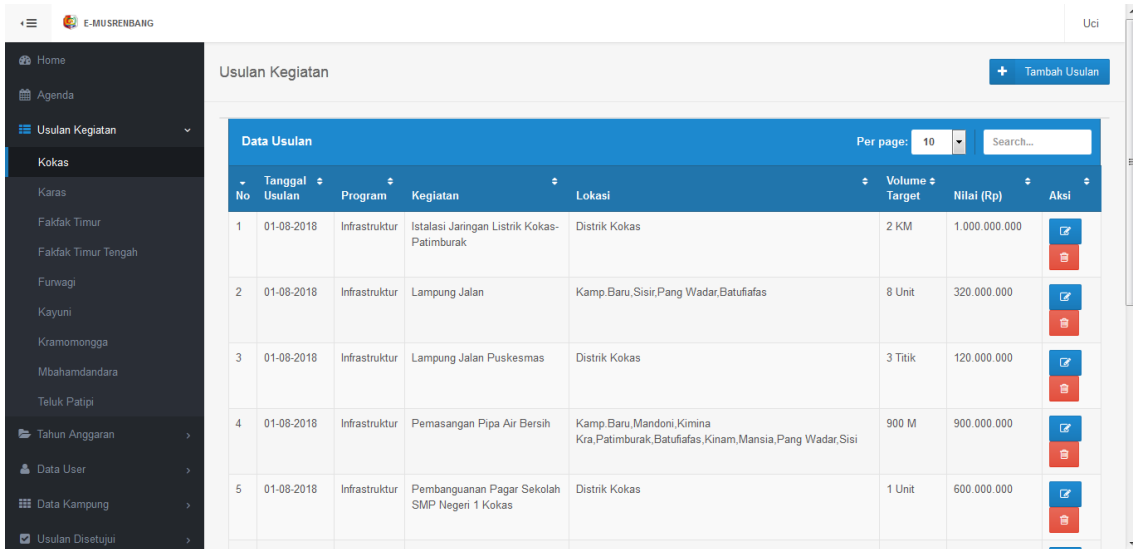 E-MUSRENBANG
Uci
Home
Agenda
Usulan Kegiatan
Kokas
Karas
Fakfak Timur
Fakfak Timur Tengah
Furwagi
Kayuni
Kramomongga
Mbahamdandara
Teluk Patipi
Tahun Anggaran
Data User
Data Kampung
Usulan Disetujui
Usulan Kegiatan
+ Tambah Usulan
Data Usulan
Per page: 10
Search...
No
Tanggal Usulan
Program
Kegiatan
Lokasi
Volume Target
Nilai (Rp)
Aksi
1 01-08-2018 Infrastruktur Istalasi Jaringan Listrik Kokas- Distrik Kokas 2 KM 1.000.000.000
Patimburak
2 01-08-2018 Infrastruktur Lampung Jalan Kamp.Baru,Sisir,Pang Wadar,Batufiafas 8 Unit 320.000.000
3 01-08-2018 Infrastruktur Lampung Jalan Puskesmas Distrik Kokas 3 Titik 120.000.000
4 01-08-2018 Infrastruktur Pemasangan Pipa Air Bersih Kamp.Baru,Mandoni,Kimina 900 M 900.000.000
Kra,Patimburak,Batufiafas,Kinam,Mansia,Pang Wadar,Sisi
5 01-08-2018 Infrastruktur Pembanguanan Pagar Sekolah Distrik Kokas 1 Unit 600.000.000
SMP Negeri 1 Kokas